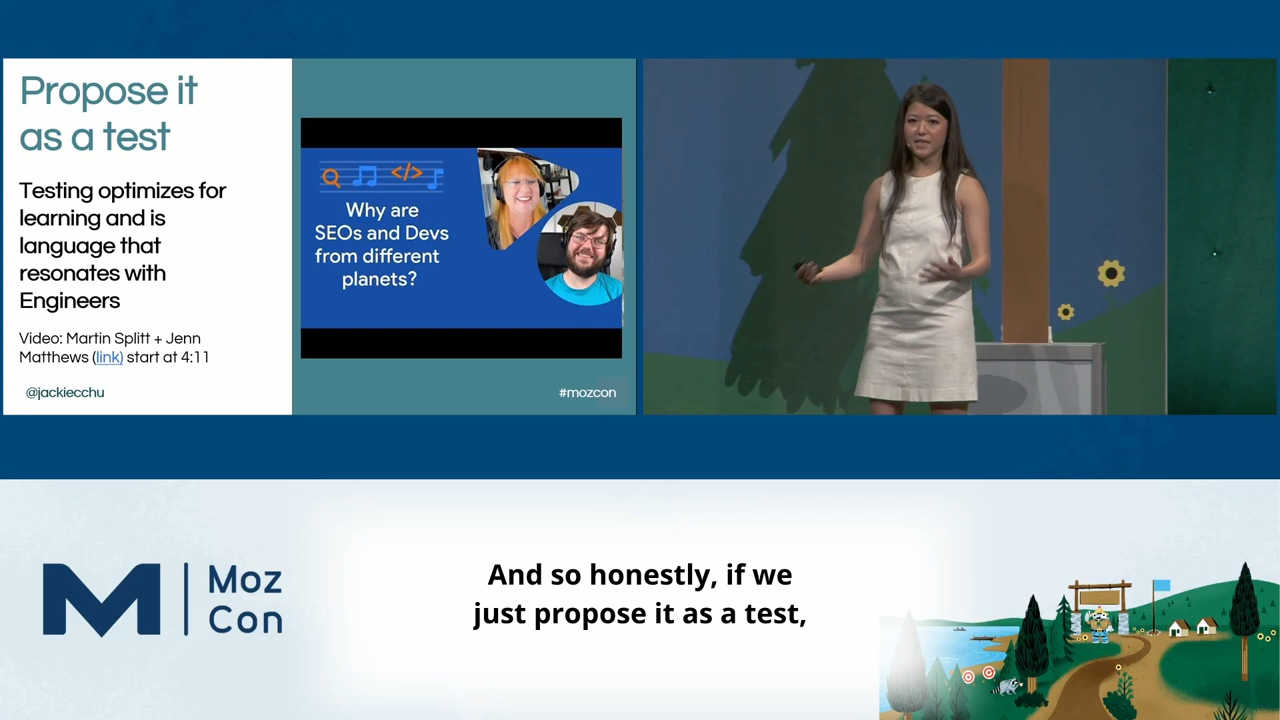 Propose it
as a test
Testing optimizes for
learning and is
language that
resonates with
Engineers
Video: Martin Splitt + Jenn
Matthews (link) start at 4:11
@jackiecchu
</>
Why are
SEOs and Devs
from different
planets?
#mozcon
M
Moz
Con
And so honestly, if we
just propose it as a test,